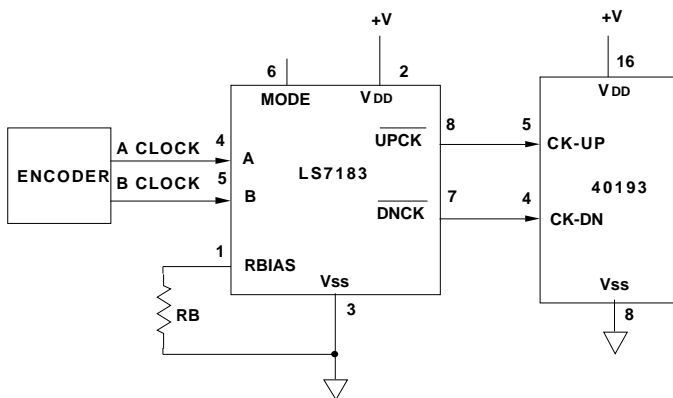 +V
+V
6
2
16
MODE
VDD
VDD
A CLOCK
4
A
UPCK
8
5
CK-UP
ENCODER
LS7183
40193
B CLOCK
5
B
DNCK
7
4
CK-DN
1
RBIAS
Vss
Vss
RB
3
8